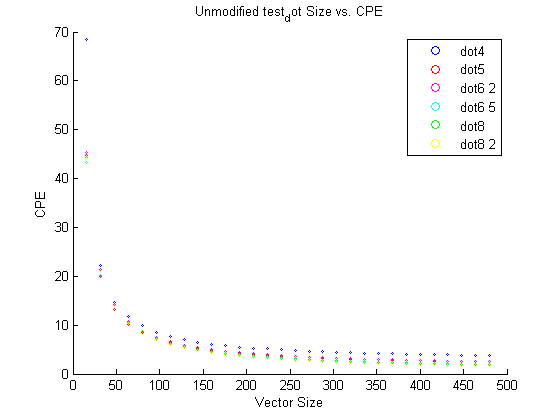 Unmodified test_dot Size vs. CPE
70
60
50
40
30
20
10
0
CPE
0 50 100 150 200 250 300 350 400 450 500
Vector Size
dot4
dot5
dot6 2
dot6 5
dot8
dot8 2